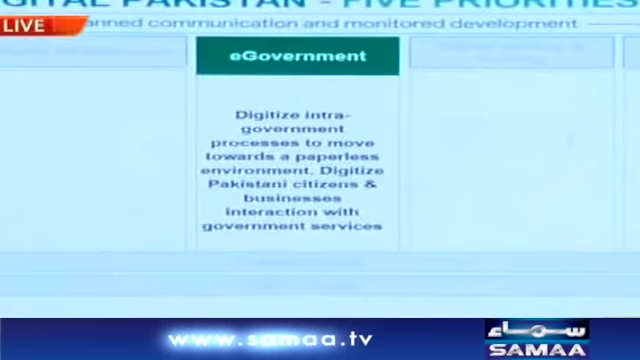 GITAL PAKISTAN - FIVE PRIORITIES
LIVE
nned communication and monitored development
eGovernment
Digitize intra-
government
processes to move
towards a paperless
environment. Digitize
Pakistani citizens &
businesses
interaction with
government services
www.samaa.tv
سماء
SAMAA